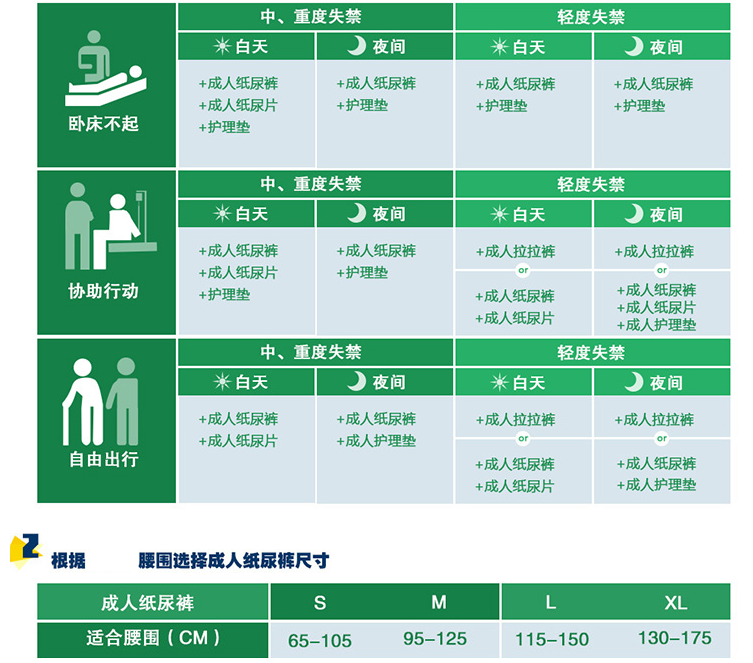 中、重度失禁 轻度失禁
白天 夜间 白天 夜间
+成人纸尿裤 +成人纸尿裤 +成人纸尿裤 +成人纸尿裤
+成人纸尿片 +护理垫 +护理垫 +护理垫
+护理垫
卧床不起
中、重度失禁 轻度失禁
白天 夜间 白天 夜间
+成人纸尿裤 +成人纸尿裤 +成人拉拉裤 +成人拉拉裤
+成人纸尿片 +护理垫 or or
+护理垫 +成人纸尿裤 +成人纸尿裤
+成人纸尿片 +成人纸尿片
+成人护理垫
协助行动
中、重度失禁 轻度失禁
白天 夜间 白天 夜间
+成人纸尿裤 +成人纸尿裤 +成人拉拉裤 +成人拉拉裤
+成人纸尿片 +成人护理垫 or or
+成人纸尿裤 +成人纸尿裤
+成人纸尿片 +成人护理垫
自由出行
2 根据 腰围选择成人纸尿裤尺寸
成人纸尿裤 S M L XL
适合腰围（CM） 65-105 95-125 115-150 130-175